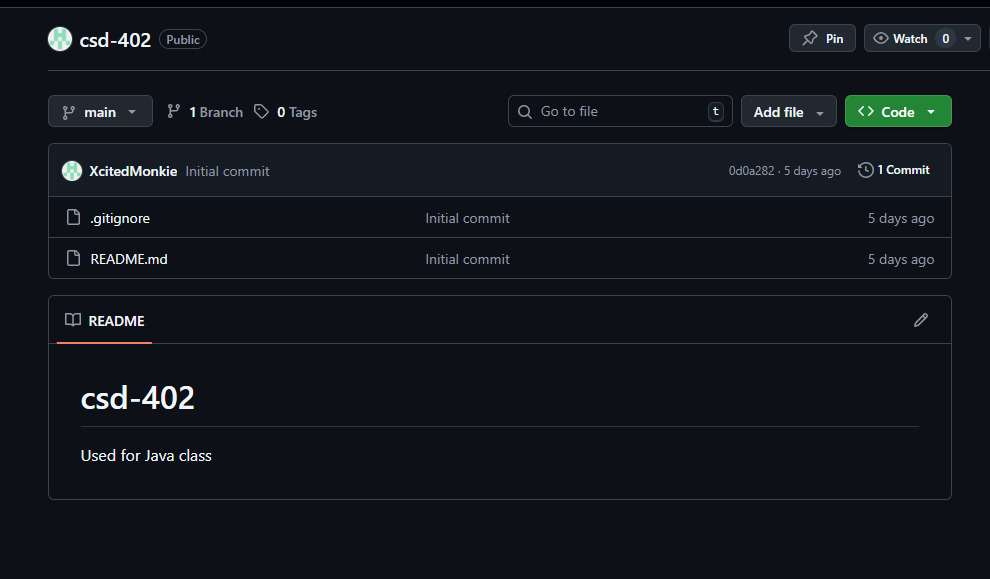 csd-402 Public Pin Watch 0
main 1 Branch 0 Tags Go to file t Add file Code
XcitedMonkie Initial commit 0d0a282 · 5 days ago 1 Commit
.gitignore Initial commit 5 days ago
README.md Initial commit 5 days ago
README
csd-402
Used for Java class